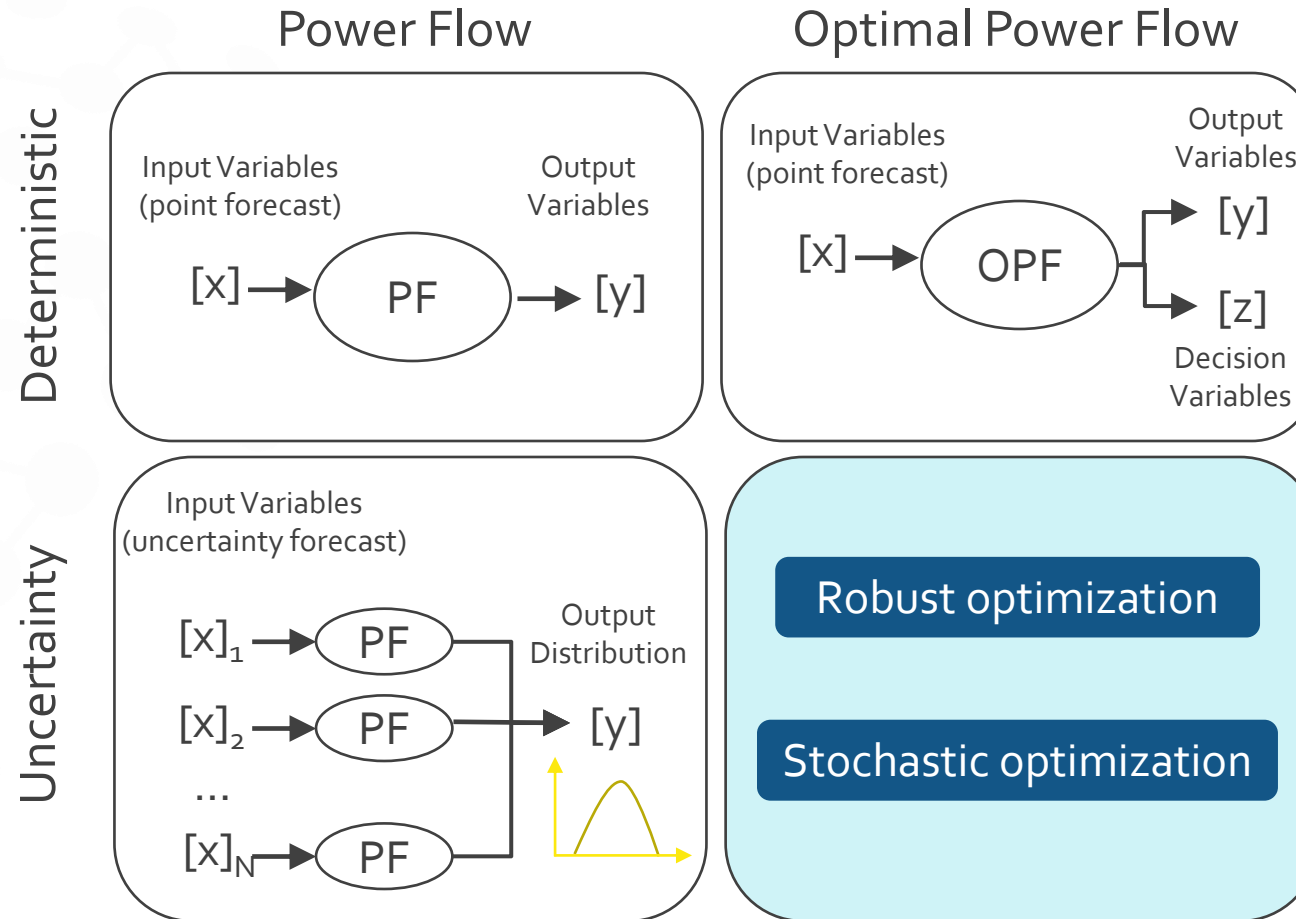 Power Flow
Optimal Power Flow
Deterministic
Input Variables
(point forecast)
Output
Variables
[x]
PF
[y]
Input Variables
(point forecast)
Output
Variables
[x]
OPF
[y]
[z]
Decision
Variables
Uncertainty
Input Variables
(uncertainty forecast)
[x]₁
PF
Output
Distribution
[x]₂
PF
[y]
...
[x]N
PF
Robust optimization
Stochastic optimization